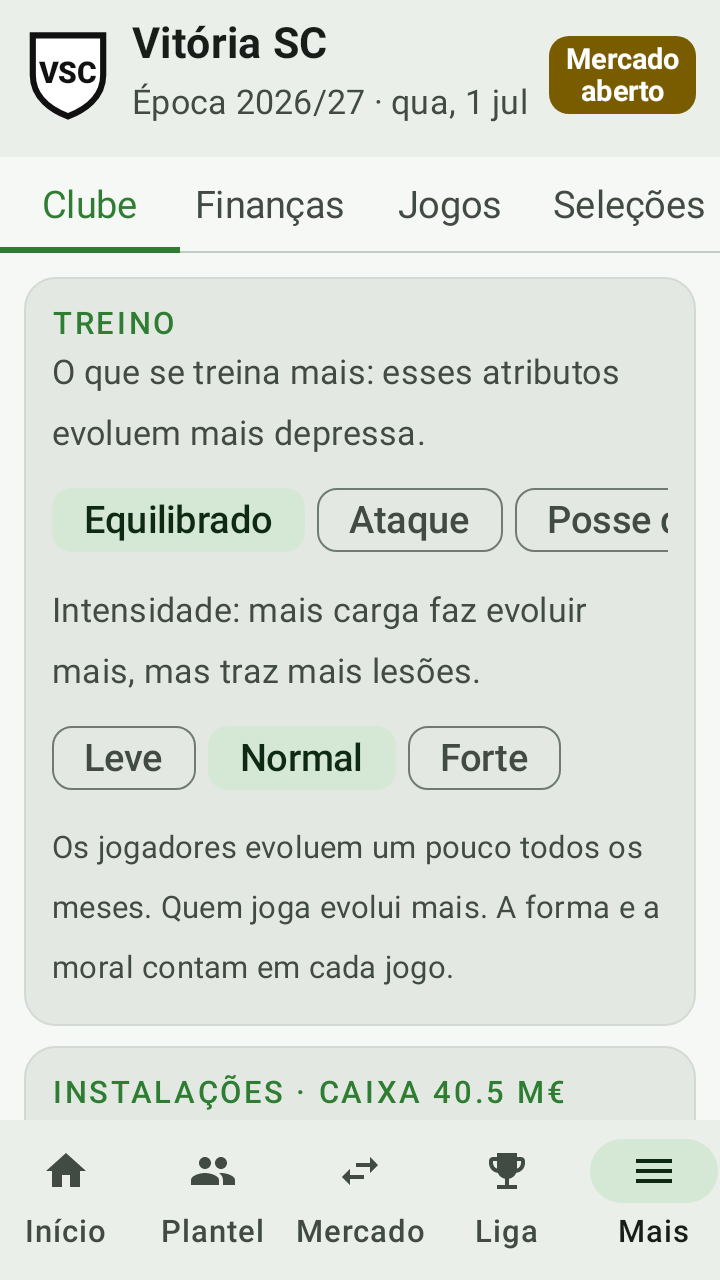 VSC
Vitória SC
Época 2026/27 · qua, 1 jul
Mercado
aberto
Clube Finanças Jogos Seleções
TREINO
O que se treina mais: esses atributos
evoluem mais depressa.
Equilibrado Ataque Posse
Intensidade: mais carga faz evoluir
mais, mas traz mais lesões.
Leve Normal Forte
Os jogadores evoluem um pouco todos os
meses. Quem joga evolui mais. A forma e a
moral contam em cada jogo.
INSTALAÇÕES · CAIXA 40.5 M€
Início Plantel Mercado Liga Mais